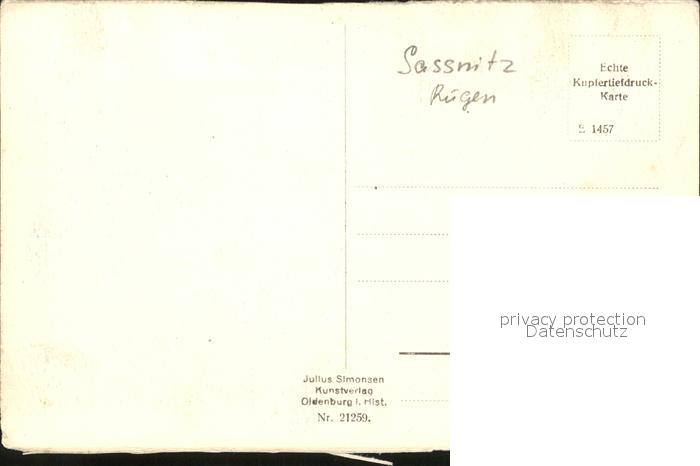 Sassnitz
Rügen
Echte
Kupfertiefdruck-
Karte
E 1457
privacy protection
Datenschutz
Julius Simonsen
Kunstverlag
Oldenburg i. Hlst.
Nr. 21259.